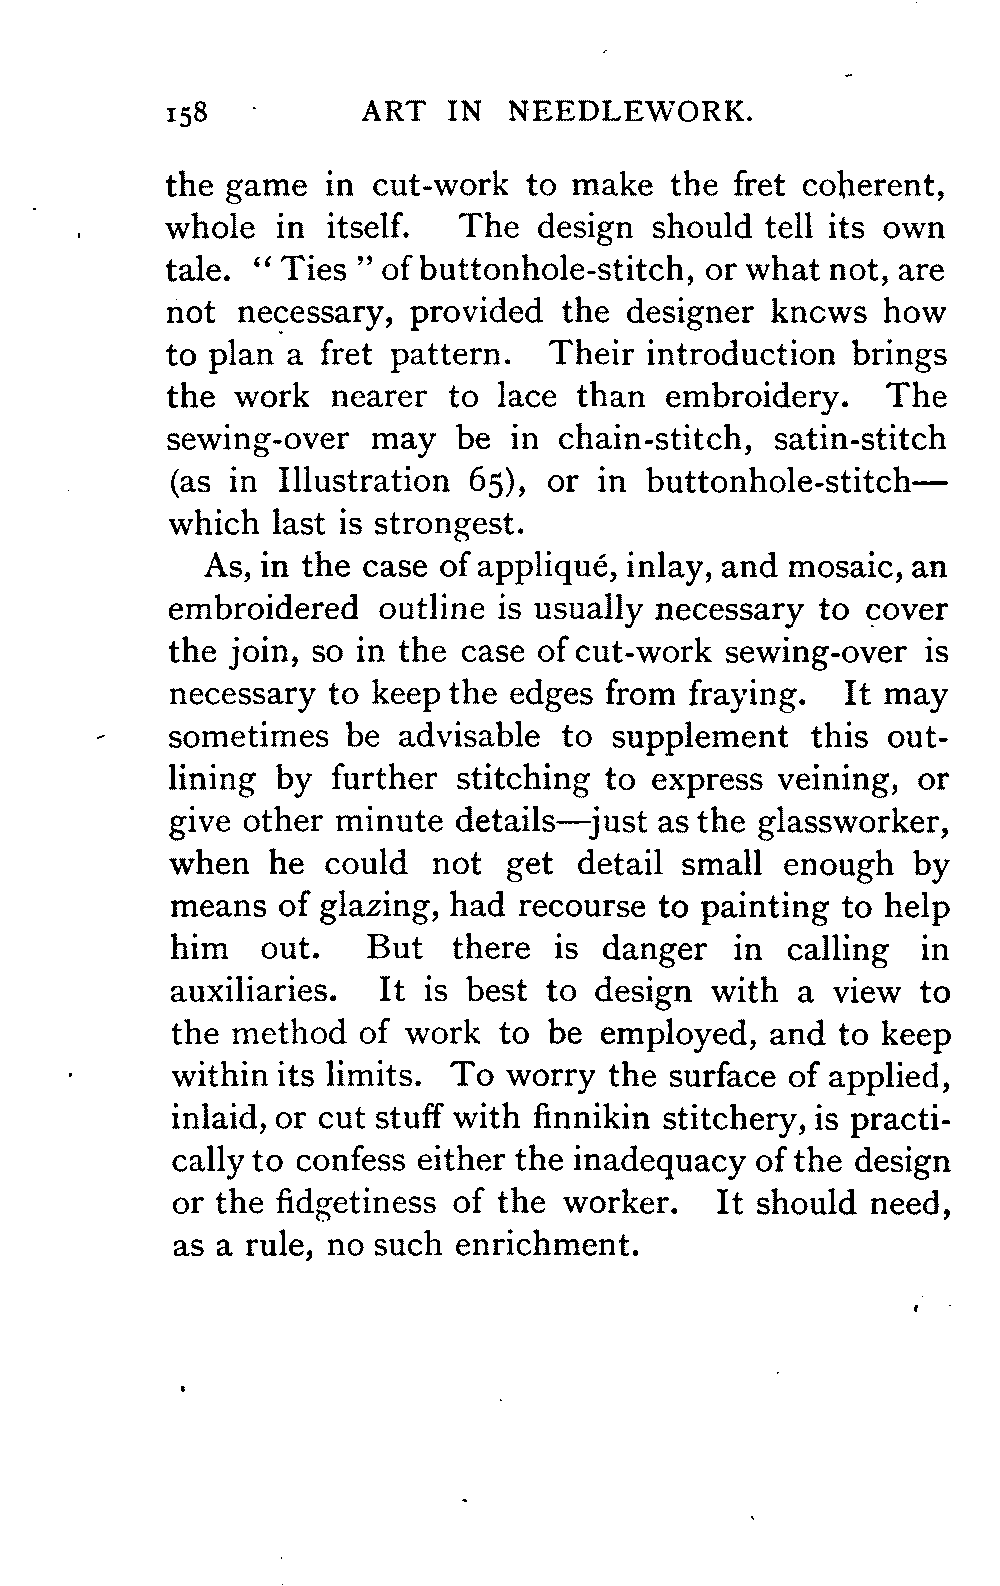 158 ART IN NEEDLEWORK.
the game in cut-work to make the fret coherent,
whole in itself. The design should tell its own
tale. “ Ties ” of buttonhole-stitch, or what not, are
not necessary, provided the designer knows how
to plan a fret pattern. Their introduction brings
the work nearer to lace than embroidery. The
sewing-over may be in chain-stitch, satin-stitch
(as in Illustration 65), or in buttonhole-stitch—
which last is strongest.
As, in the case of appliqué, inlay, and mosaic, an
embroidered outline is usually necessary to cover
the join, so in the case of cut-work sewing-over is
necessary to keep the edges from fraying. It may
sometimes be advisable to supplement this out-
lining by further stitching to express veining, or
give other minute details—just as the glassworker,
when he could not get detail small enough by
means of glazing, had recourse to painting to help
him out. But there is danger in calling in
auxiliaries. It is best to design with a view to
the method of work to be employed, and to keep
within its limits. To worry the surface of applied,
inlaid, or cut stuff with finnikin stitchery, is practi-
cally to confess either the inadequacy of the design
or the fidgetiness of the worker. It should need,
as a rule, no such enrichment.